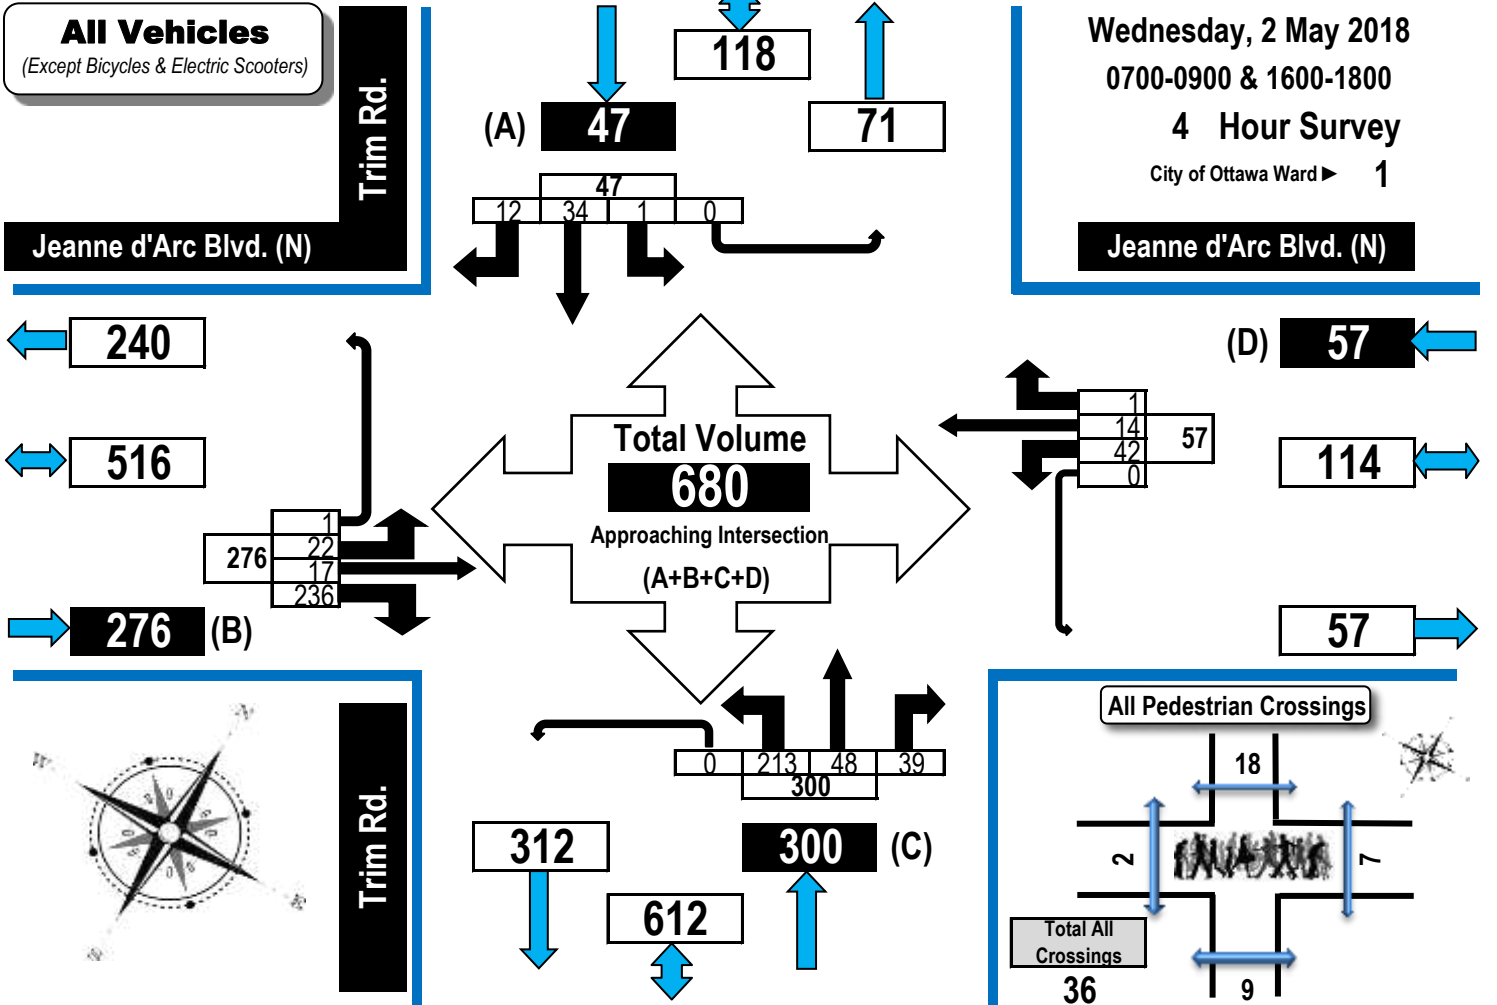 All Vehicles
(Except Bicycles & Electric Scooters)
Trim Rd.
Jeanne d'Arc Blvd. (N)
118
(A) 47
71
47
12 34 1 0
Wednesday, 2 May 2018
0700-0900 & 1600-1800
4 Hour Survey
City of Ottawa Ward ► 1
Jeanne d'Arc Blvd. (N)
240
516
1
22
17
236
276
276 (B)
Total Volume
680
Approaching Intersection
(A+B+C+D)
(D) 57
1
14
42
0
57
114
57
N
W
E
S
Trim Rd.
0 213 48 39
300
312
300 (C)
612
All Pedestrian Crossings
18
2
7
Total All
Crossings
36
9